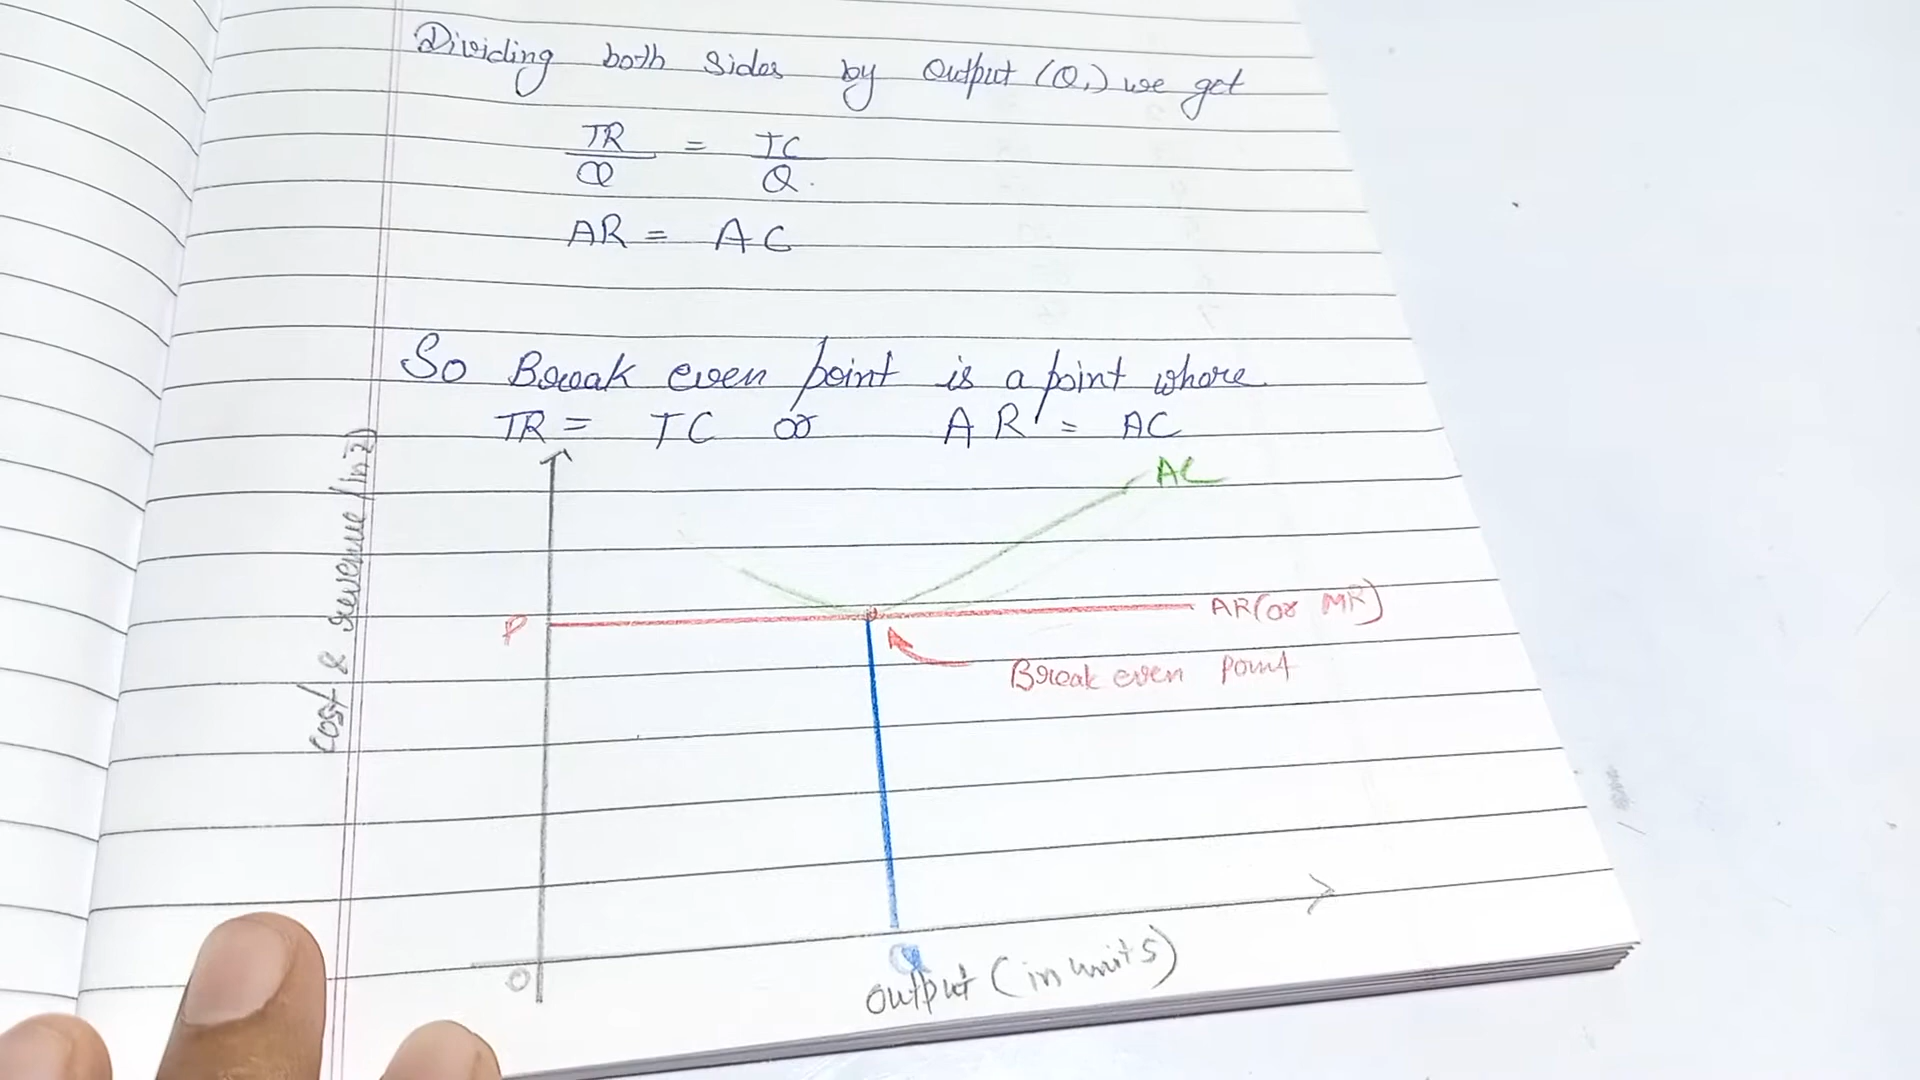 Dividing both sides by output (Q) we get
TR = TC
Q Q.
AR = AC
So Break even point is a point where
TR = TC or AR = AC
AC
cost & revenue (in ₹)
P
AR (or MR)
Break even point
O
Q
output (in units)